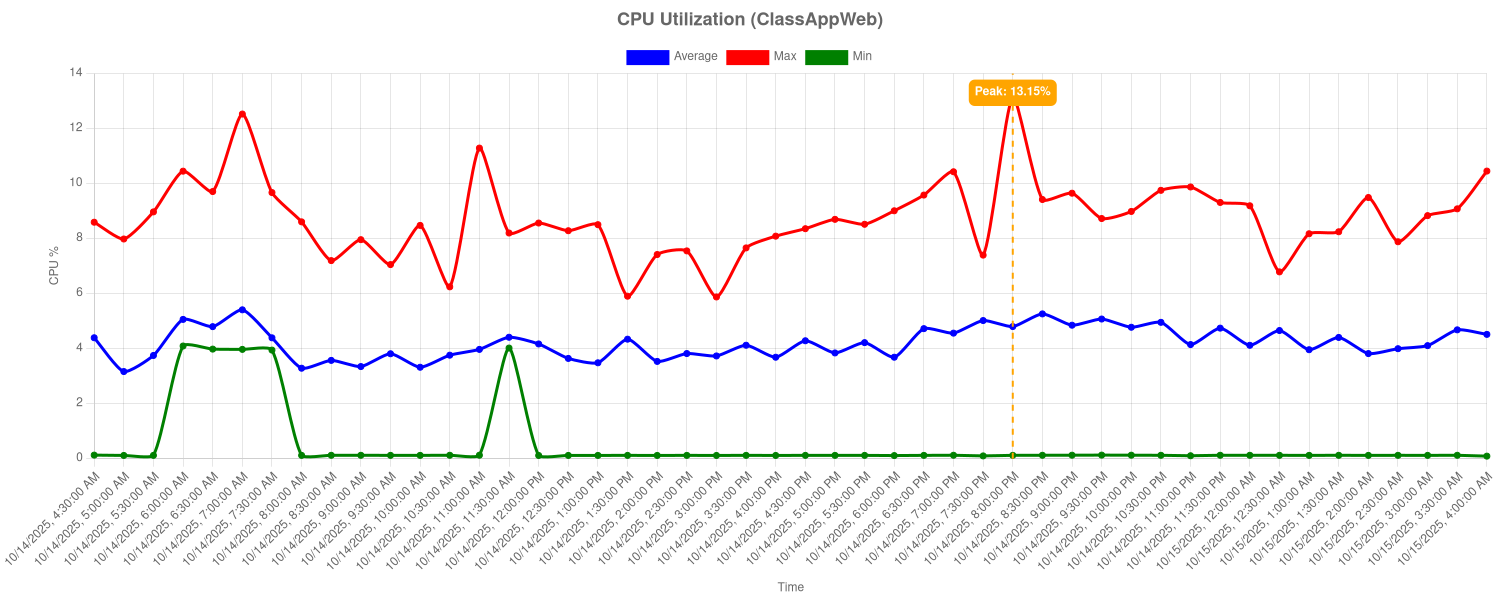 CPU Utilization (ClassAppWeb)
Average Max Min
Peak: 13.15%
14
12
10
8
6
4
2
0
CPU %
10/14/2025, 4:30:00 AM
10/14/2025, 5:00:00 AM
10/14/2025, 5:30:00 AM
10/14/2025, 6:00:00 AM
10/14/2025, 6:30:00 AM
10/14/2025, 7:00:00 AM
10/14/2025, 7:30:00 AM
10/14/2025, 8:00:00 AM
10/14/2025, 8:30:00 AM
10/14/2025, 9:00:00 AM
10/14/2025, 9:30:00 AM
10/14/2025, 10:00:00 AM
10/14/2025, 10:30:00 AM
10/14/2025, 11:00:00 AM
10/14/2025, 11:30:00 AM
10/14/2025, 12:00:00 PM
10/14/2025, 12:30:00 PM
10/14/2025, 1:00:00 PM
10/14/2025, 1:30:00 PM
10/14/2025, 2:00:00 PM
10/14/2025, 2:30:00 PM
10/14/2025, 3:00:00 PM
10/14/2025, 3:30:00 PM
10/14/2025, 4:00:00 PM
10/14/2025, 4:30:00 PM
10/14/2025, 5:00:00 PM
10/14/2025, 5:30:00 PM
10/14/2025, 6:00:00 PM
10/14/2025, 6:30:00 PM
10/14/2025, 7:00:00 PM
10/14/2025, 7:30:00 PM
10/14/2025, 8:00:00 PM
10/14/2025, 8:30:00 PM
10/14/2025, 9:00:00 PM
10/14/2025, 9:30:00 PM
10/14/2025, 10:00:00 PM
10/14/2025, 10:30:00 PM
10/14/2025, 11:00:00 PM
10/14/2025, 11:30:00 PM
10/15/2025, 12:00:00 AM
10/15/2025, 12:30:00 AM
10/15/2025, 1:00:00 AM
10/15/2025, 1:30:00 AM
10/15/2025, 2:00:00 AM
10/15/2025, 2:30:00 AM
10/15/2025, 3:00:00 AM
10/15/2025, 3:30:00 AM
10/15/2025, 4:00:00 AM
Time